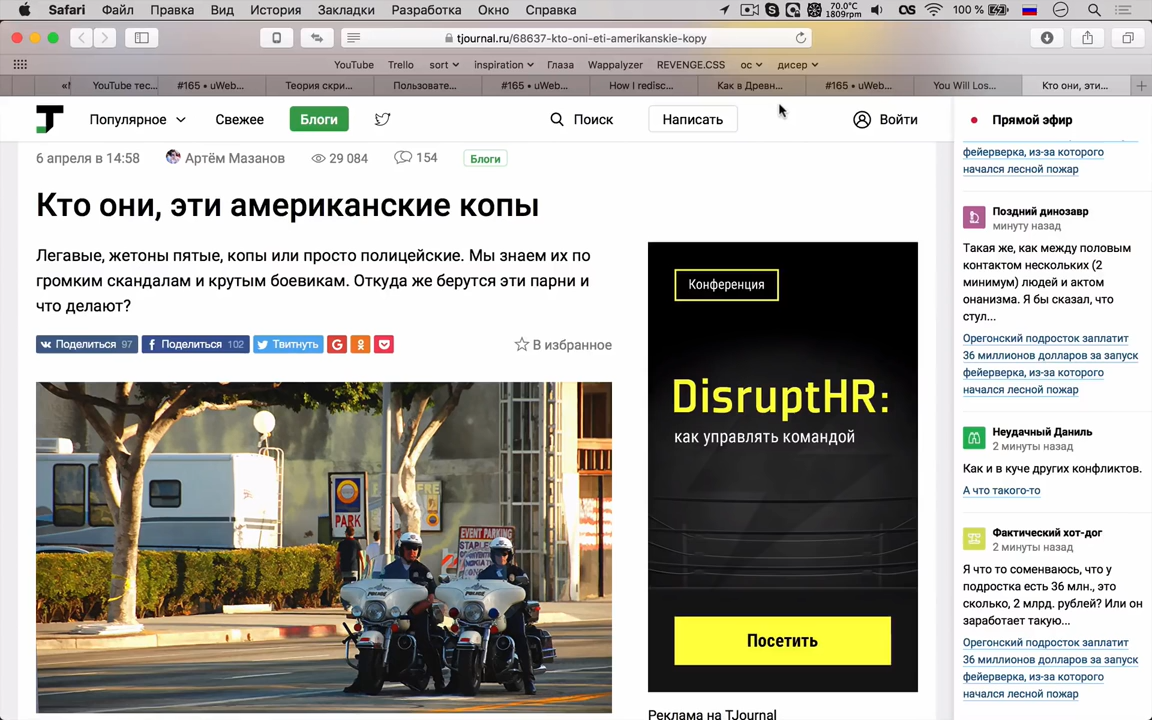 Safari Файл Правка Вид История Закладки Разработка Окно Справка 70.0°C 1809rpm 100 %
tjournal.ru/68637-kto-oni-eti-amerikanskie-kopy
YouTube Trello sort inspiration Глаза Wappalyzer REVENGE.CSS ос дисер
«І YouTube тес... #165 • uWeb... Теория скри... Пользовате... #165 • uWeb... How I redisc... Как в Древн... #165 • uWeb... You Will Los... Кто они, эти...
Популярное Свежее Блоги Поиск Написать Войти
6 апреля в 14:58 Артём Мазанов 29 084 154 Блоги
Кто они, эти американские копы
Легавые, жетоны пятые, копы или просто полицейские. Мы знаем их по
громким скандалам и крутым боевикам. Откуда же берутся эти парни и
что делают?
Поделиться 97 Поделиться 102 Твитнуть В избранное
PARK
EVENT PARKING
STAPLES
POLICE
POLICE
Конференция
DisruptHR:
как управлять командой
Посетить
Реклама на TJournal
Прямой эфир
фейерверка, из-за которого
начался лесной пожар
Поздний динозавр
минуту назад
Такая же, как между половым
контактом нескольких (2
минимум) людей и актом
онанизма. Я бы сказал, что
стул...
Орегонский подросток заплатит
36 миллионов долларов за запуск
фейерверка, из-за которого
начался лесной пожар
Неудачный Даниль
2 минуты назад
Как и в куче других конфликтов.
А что такого-то
Фактический хот-дог
2 минуты назад
Я что то соменваюсь, что у
подростка есть 36 млн., это
сколько, 2 млрд. рублей? Или он
заработает такую...
Орегонский подросток заплатит
36 миллионов долларов за запуск
фейерверка, из-за которого
начался лесной пожар